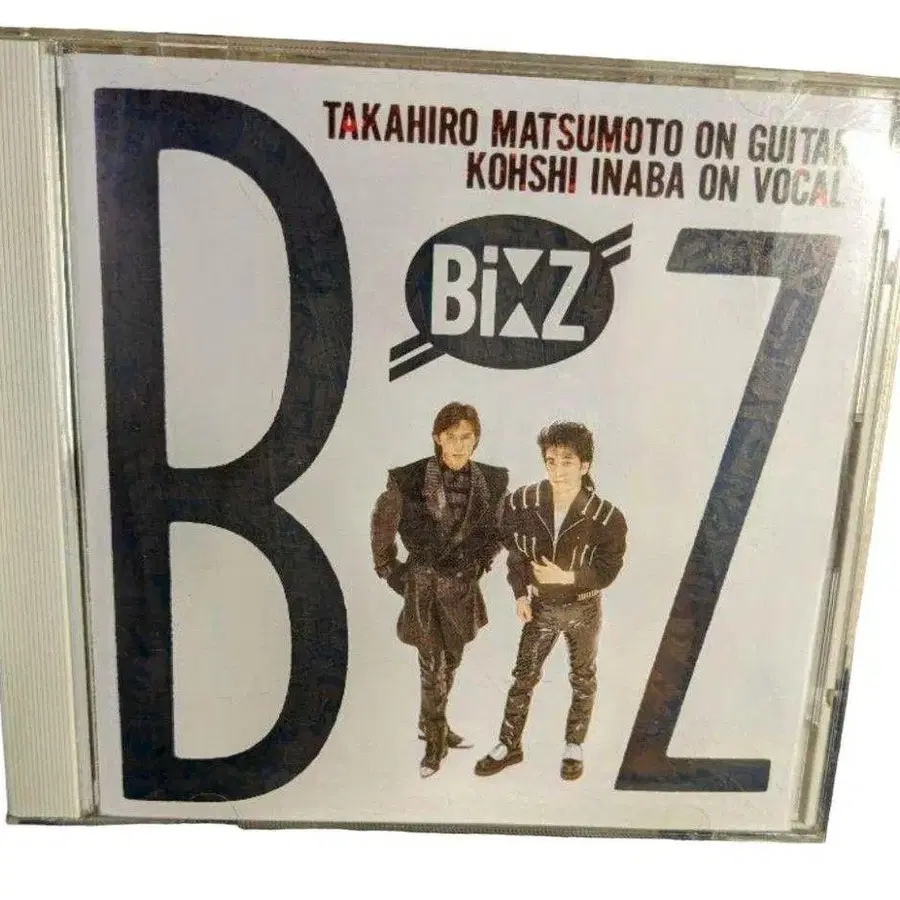 TAKAHIRO MATSUMOTO ON GUITAR
KOHSHI INABA ON VOCAL
BiZ
B Z